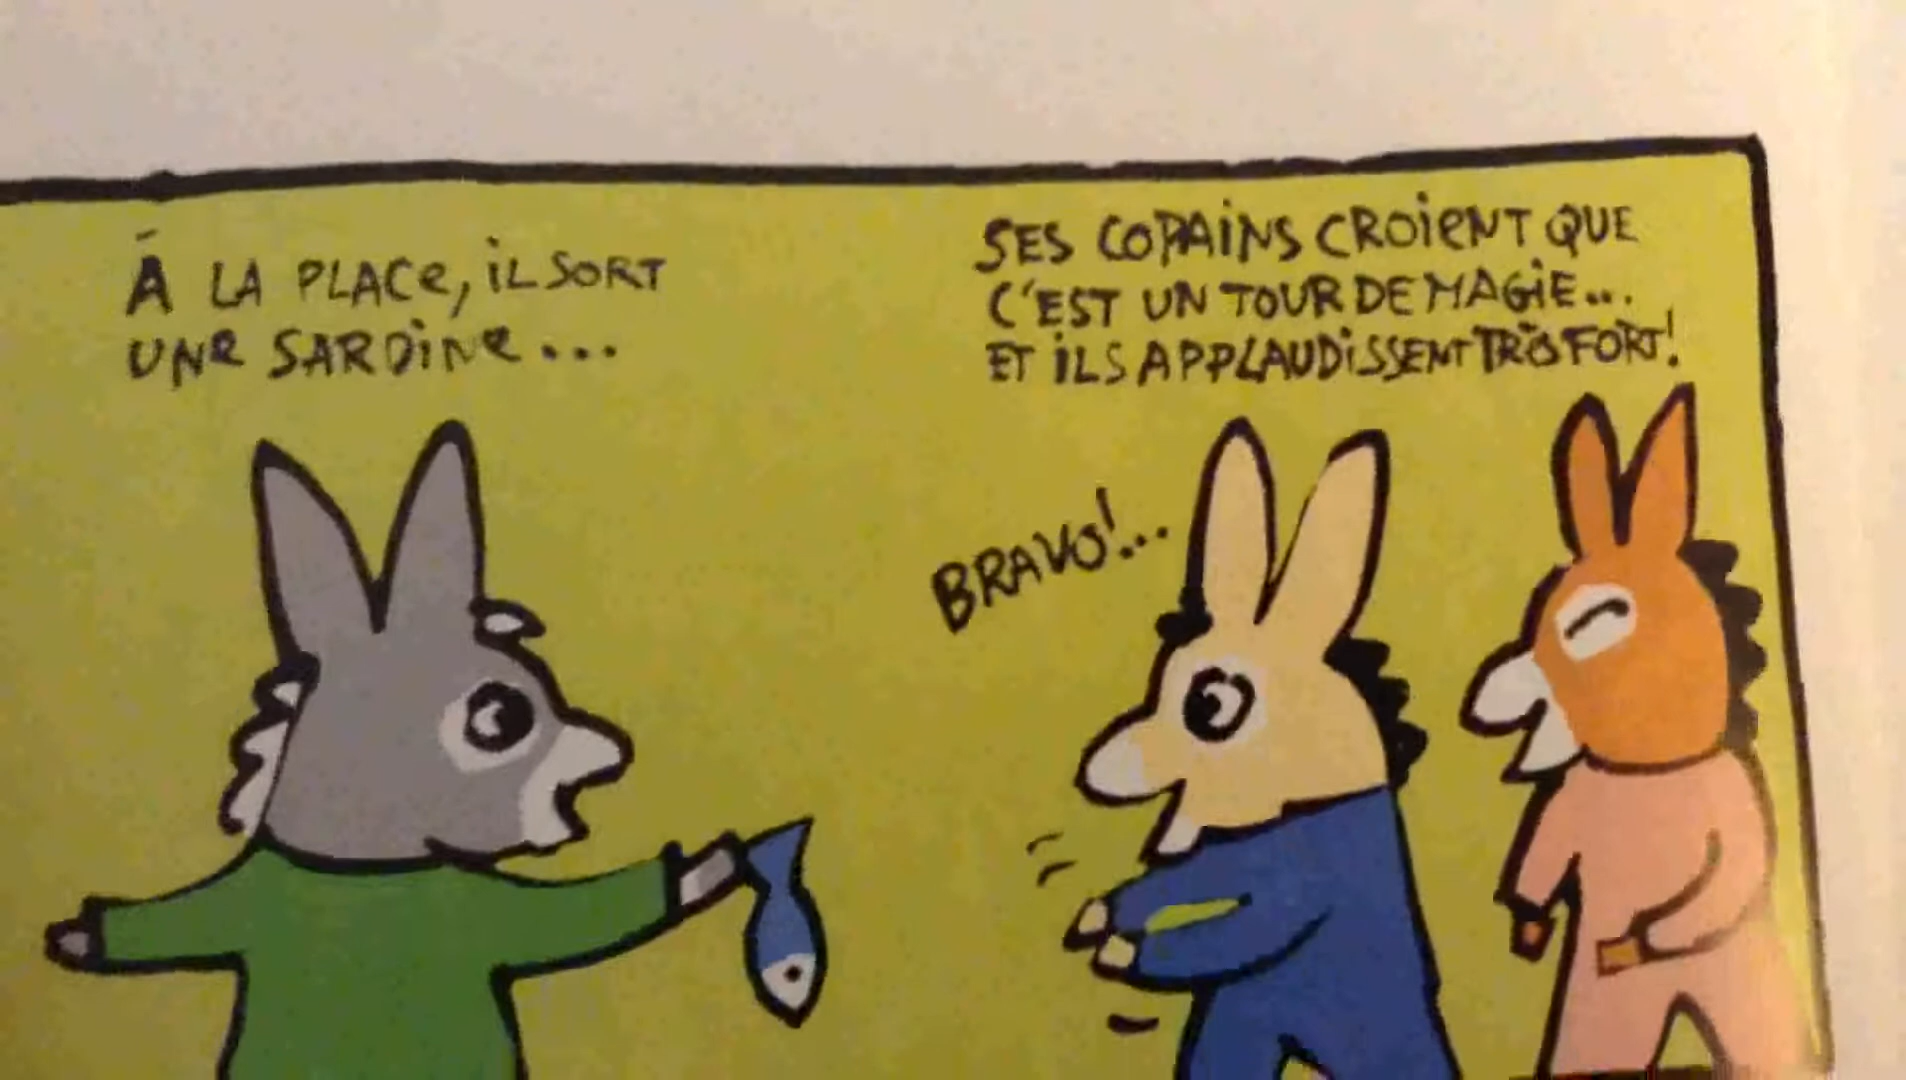 À LA PLACE, iL SORT
UNE SARDiNE...
SES COPAiNS CROiENT QUE
C'EST UN TOUR DE MAGiE...
ET iLS APPLAUDiSSENT TRÈS FORT!
BRAVO!...